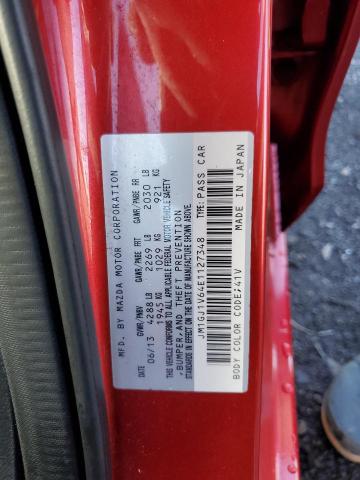 MFD. BY MAZDA MOTOR CORPORATION
DATE GVWR/PNBV GAWR/PNBE FRT GAWR/PNBE RR
06/13 4288 LB 2269 LB 2030 LB
1945 KG 1029 KG 921 KG
THIS VEHICLE CONFORMS TO ALL APPLICABLE FEDERAL MOTOR VEHICLE SAFETY
,BUMPER,AND THEFT PREVENTION
STANDARDS IN EFFECT ON THE DATE OF MANUFACTURE SHOWN ABOVE.
JM1GJ1V64E1127348 TYPE:PASS CAR
BODY COLOR CODE:41V MADE IN JAPAN